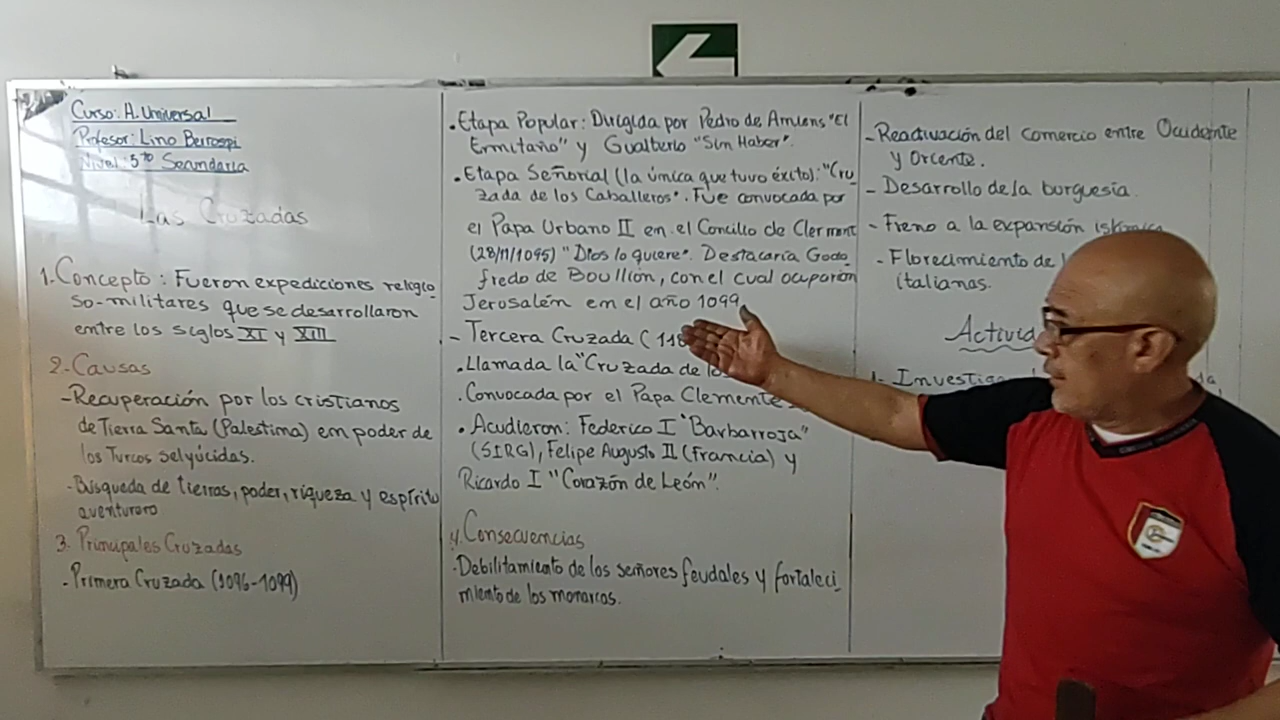 Curso: H. Universal
Profesor: Lino Berrospi
Nivel: 5to Secundaria
Las Cruzadas
1. Concepto: Fueron expediciones religio
so-militares que se desarrollaron
entre los siglos XI y XIII
2- Causas
- Recuperación por los cristianos
de Tierra Santa (Palestina) en poder de
los Turcos selyúcidas.
- Búsqueda de tierras, poder, riqueza y espíritu
aventurero
3. Principales Cruzadas
- Primera Cruzada (1096-1099)
• Etapa Popular: Dirigida por Pedro de Amiens "El
Ermitaño" y Gualterio "Sin Haber".
• Etapa Señorial (la única que tuvo éxito): "Cru
zada de los Caballeros". Fue convocada por
el Papa Urbano II en el Concilio de Clermont
(28/11/1095) "Dios lo quiere". Destacaría Godo
fredo de Boullión, con el cual ocuparon
Jerosalén en el año 1099.
- Tercera Cruzada (118
• Llamada la "Cruzada de los
• Convocada por el Papa Clemente
• Acudieron: Federico I "Barbarroja"
(SIRG), Felipe Augusto II (Francia) y
Ricardo I "Corazón de León".
4. Consecuencias
- Debilitamiento de los señores feudales y fortaleci
miento de los monarcas.
- Reactivación del comercio entre Occidente
y Oriente.
- Desarrollo de la burguesía.
- Freno a la expansión islámica
- Florecimiento de
italianas.
Activid
1- Investiga